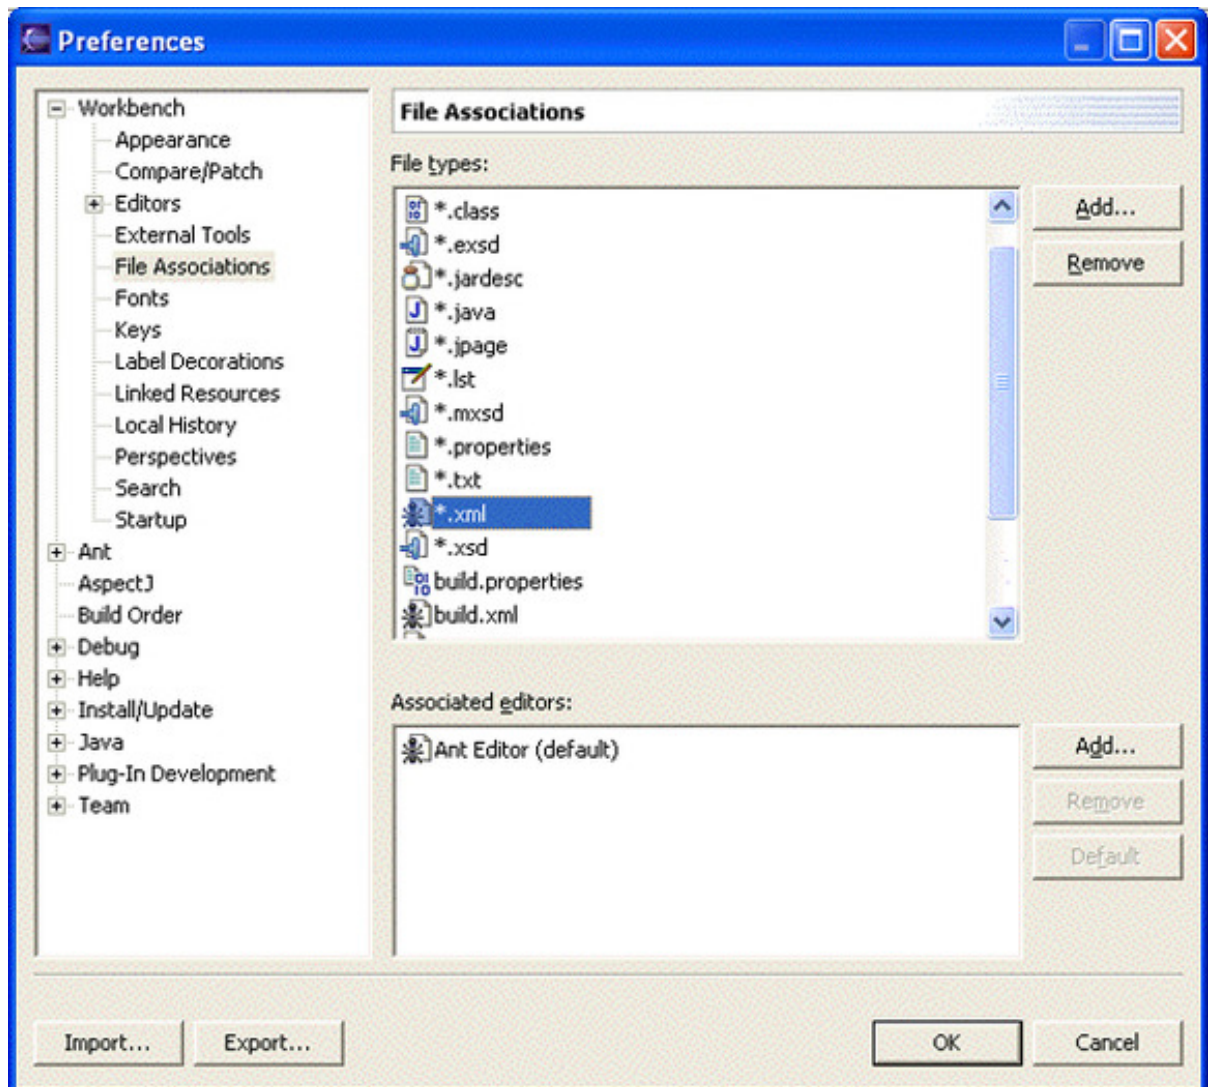 Preferences
Workbench
Appearance
Compare/Patch
Editors
External Tools
File Associations
Fonts
Keys
Label Decorations
Linked Resources
Local History
Perspectives
Search
Startup
Ant
AspectJ
Build Order
Debug
Help
Install/Update
Java
Plug-In Development
Team
File Associations
File types:
*.class
*.exsd
*.jardesc
*.java
*.jpage
*.lst
*.mxsd
*.properties
*.txt
*.xml
*.xsd
build.properties
build.xml
Add...
Remove
Associated editors:
Ant Editor (default)
Add...
Remove
Default
Import...
Export...
OK
Cancel